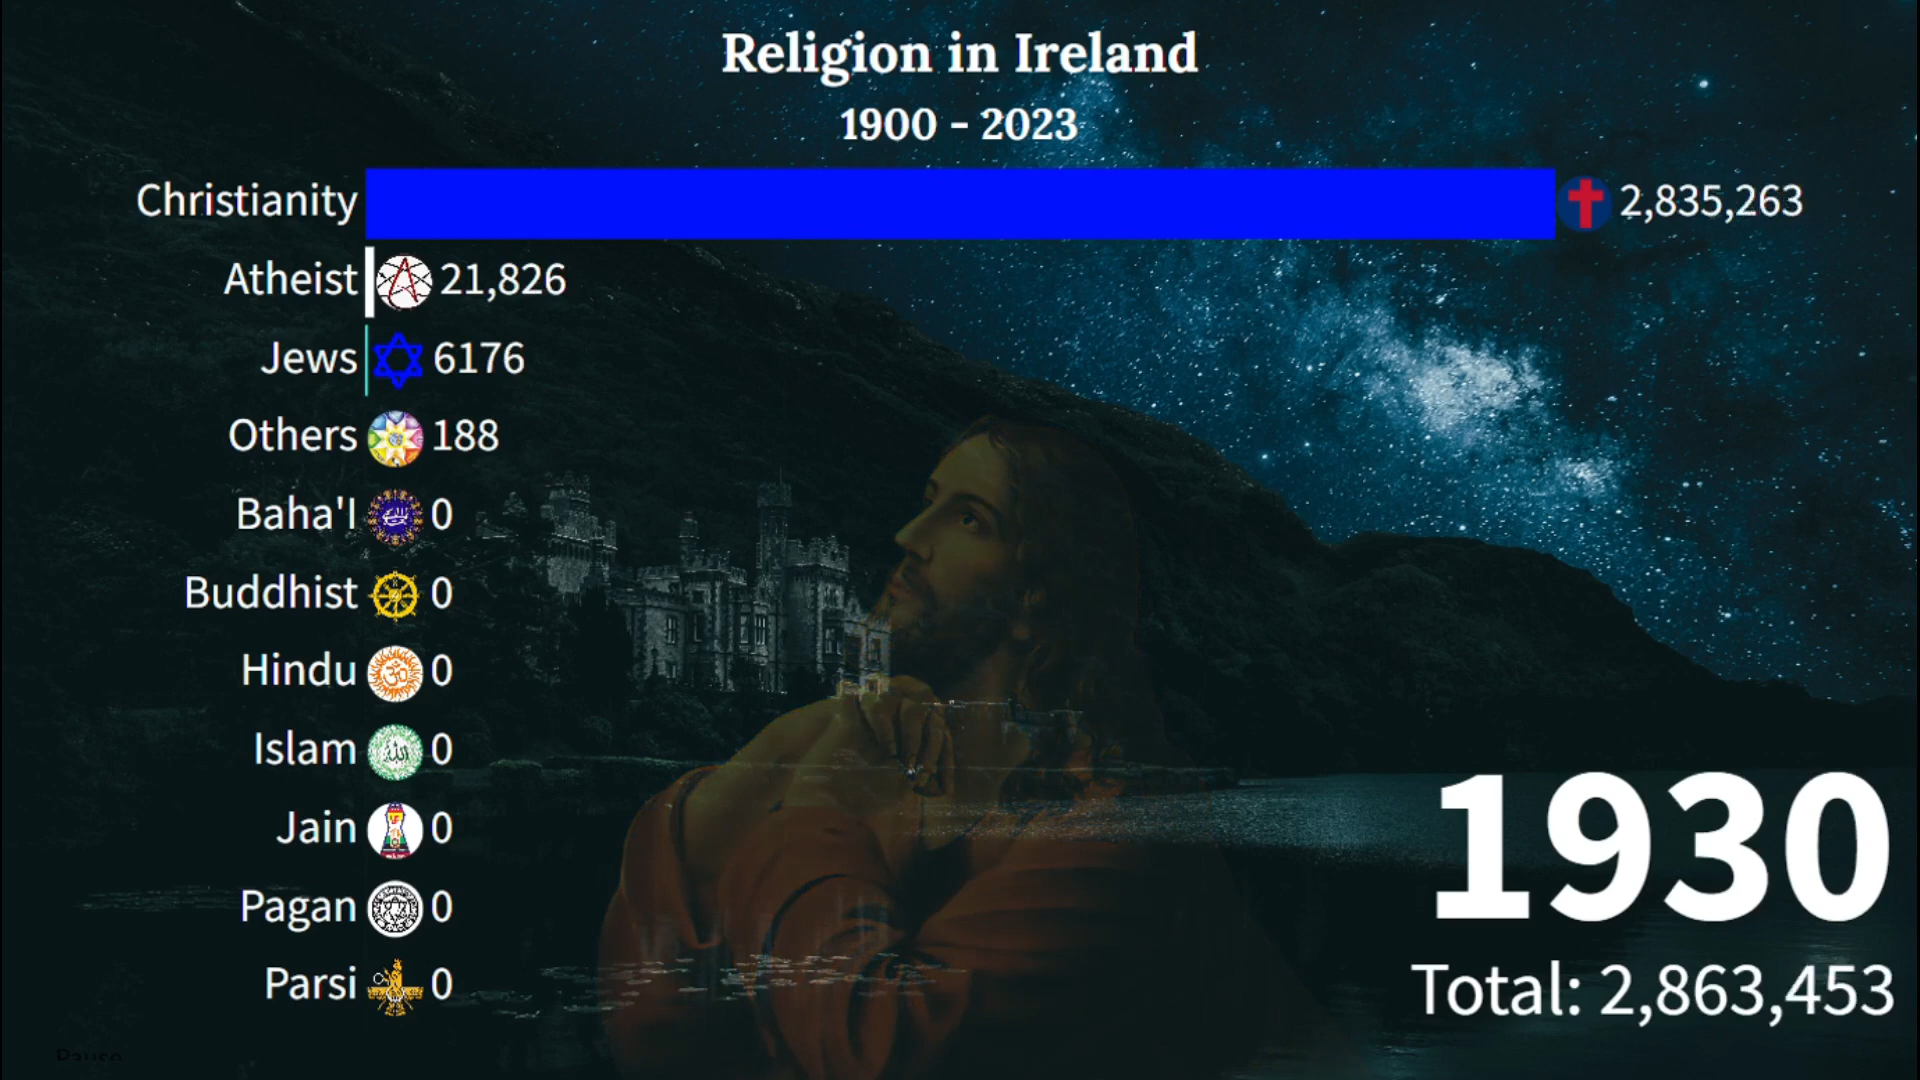 Religion in Ireland
1900 - 2023
Christianity 2,835,263
Atheist 21,826
Jews 6176
Others 188
Baha'I 0
Buddhist 0
Hindu 0
Islam 0
Jain 0
Pagan 0
Parsi 0
1930
Total: 2,863,453
Pause